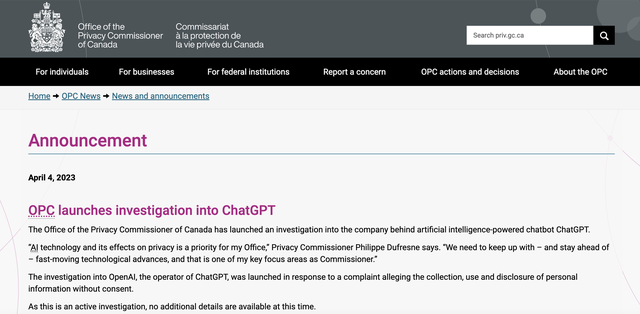 Office of the
Privacy Commissioner
of Canada
Commissariat
à la protection de
la vie privée du Canada
Search priv.gc.ca
For individuals
For businesses
For federal institutions
Report a concern
OPC actions and decisions
About the OPC
Home ➔ OPC News ➔ News and announcements
Announcement
April 4, 2023
OPC launches investigation into ChatGPT
The Office of the Privacy Commissioner of Canada has launched an investigation into the company behind artificial intelligence-powered chatbot ChatGPT.
“AI technology and its effects on privacy is a priority for my Office,” Privacy Commissioner Philippe Dufresne says. “We need to keep up with – and stay ahead of
– fast-moving technological advances, and that is one of my key focus areas as Commissioner.”
The investigation into OpenAI, the operator of ChatGPT, was launched in response to a complaint alleging the collection, use and disclosure of personal
information without consent.
As this is an active investigation, no additional details are available at this time.